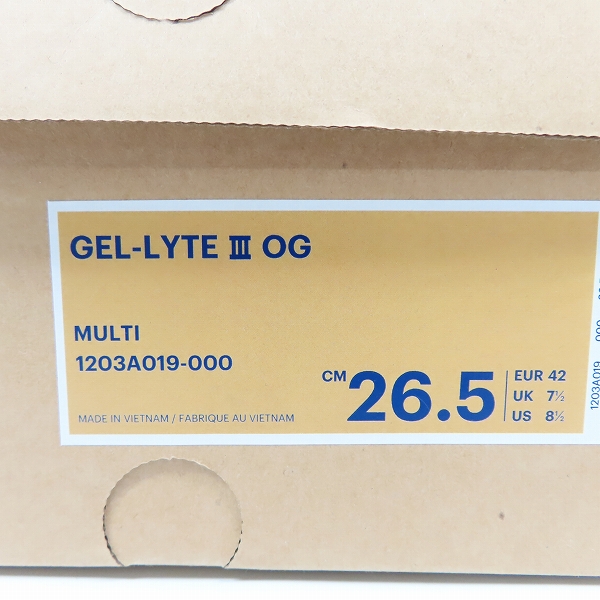 GEL-LYTE III OG
MULTI
1203A019-000
MADE IN VIETNAM / FABRIQUE AU VIETNAM
CM 26.5
EUR 42
UK 7½
US 8½
1203A019 000